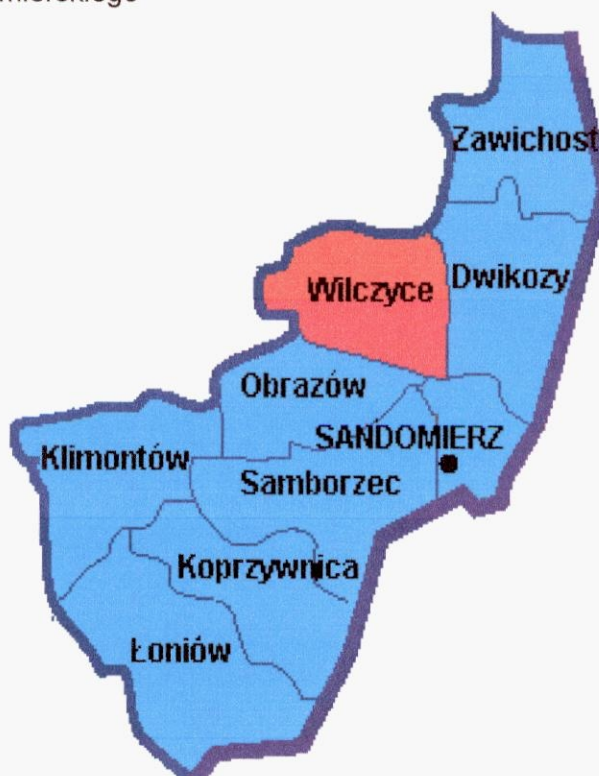 Zawichost
Dwikozy
Wilczyce
Obrazów
SANDOMIERZ
Klimontów
Samborzec
Koprzywnica
Łoniów